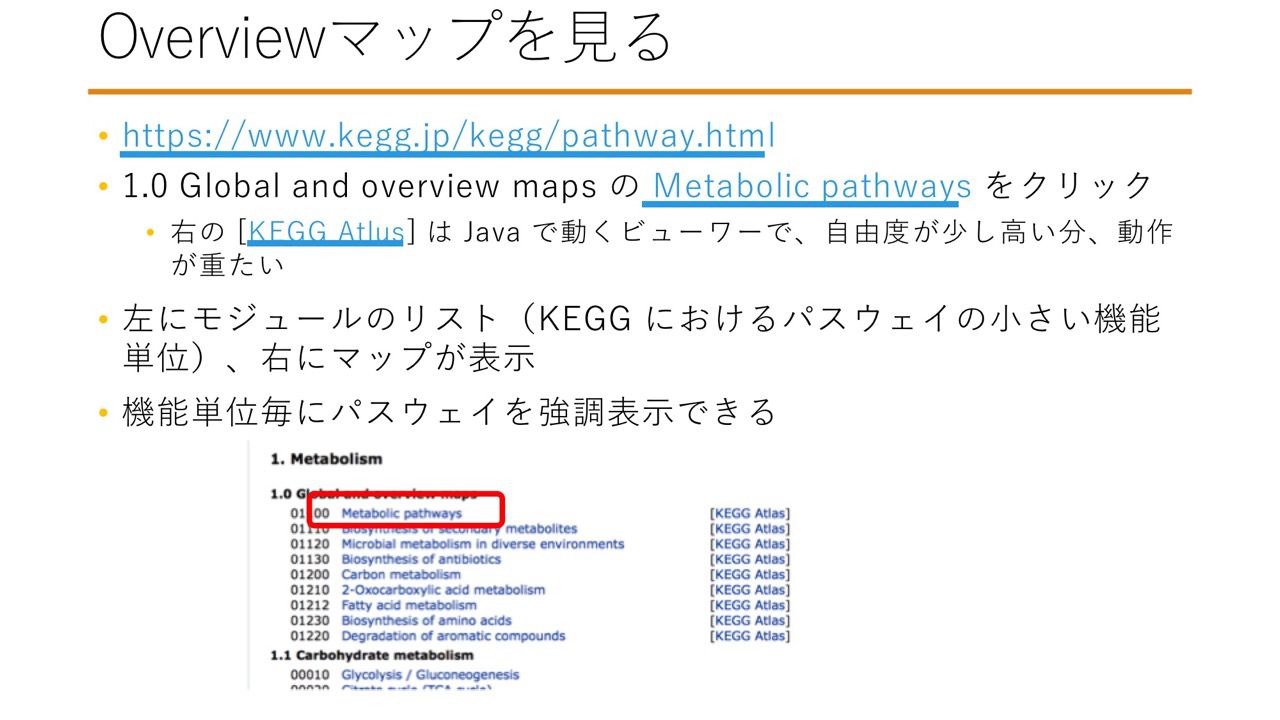 Overviewマップを見る
• https://www.kegg.jp/kegg/pathway.html
• 1.0 Global and overview maps の Metabolic pathways をクリック
• 右の [KEGG Atlus] は Java で動くビューワーで、自由度が少し高い分、動作
が重たい
• 左にモジュールのリスト（KEGG におけるパスウェイの小さい機能
単位）、右にマップが表示
• 機能単位毎にパスウェイを強調表示できる
1. Metabolism
1.0 Global and overview maps
01100 Metabolic pathways [KEGG Atlas]
01110 Biosynthesis of secondary metabolites [KEGG Atlas]
01120 Microbial metabolism in diverse environments [KEGG Atlas]
01130 Biosynthesis of antibiotics [KEGG Atlas]
01200 Carbon metabolism [KEGG Atlas]
01210 2-Oxocarboxylic acid metabolism [KEGG Atlas]
01212 Fatty acid metabolism [KEGG Atlas]
01230 Biosynthesis of amino acids [KEGG Atlas]
01220 Degradation of aromatic compounds [KEGG Atlas]
1.1 Carbohydrate metabolism
00010 Glycolysis / Gluconeogenesis
00020 Citrate cycle (TCA cycle)